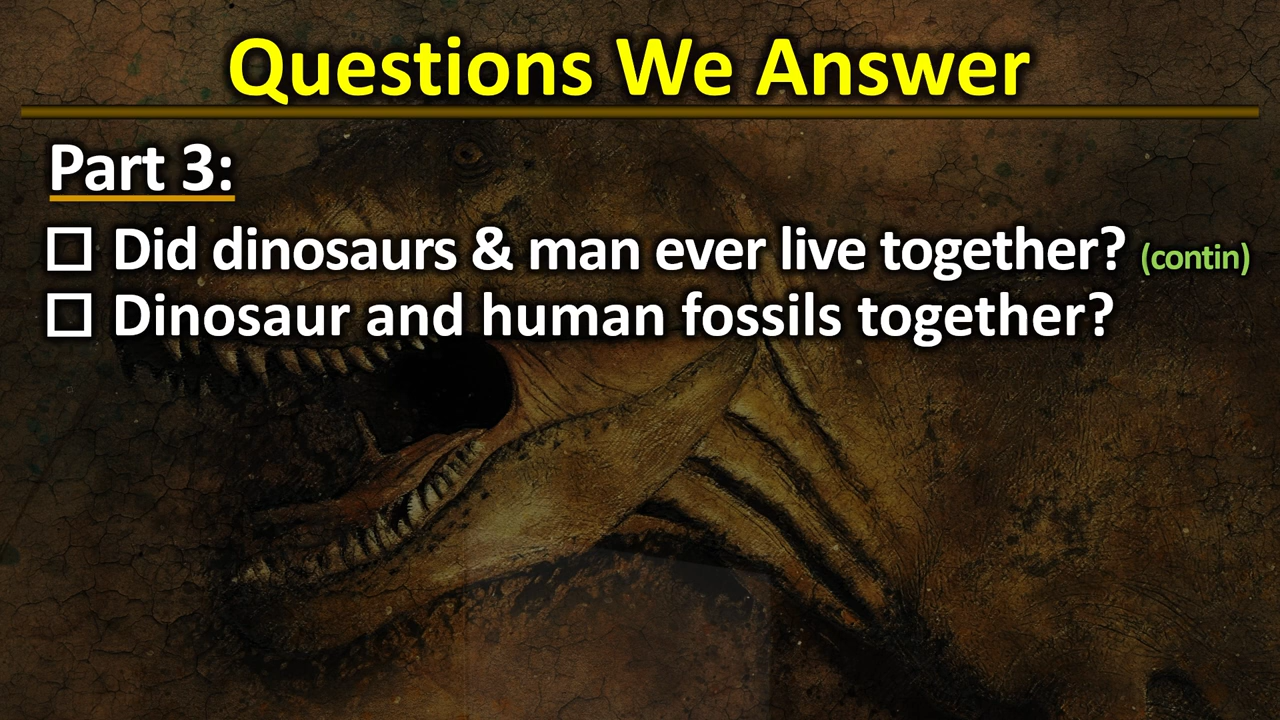 Questions We Answer
Part 3:
Did dinosaurs & man ever live together? (contin)
Dinosaur and human fossils together?